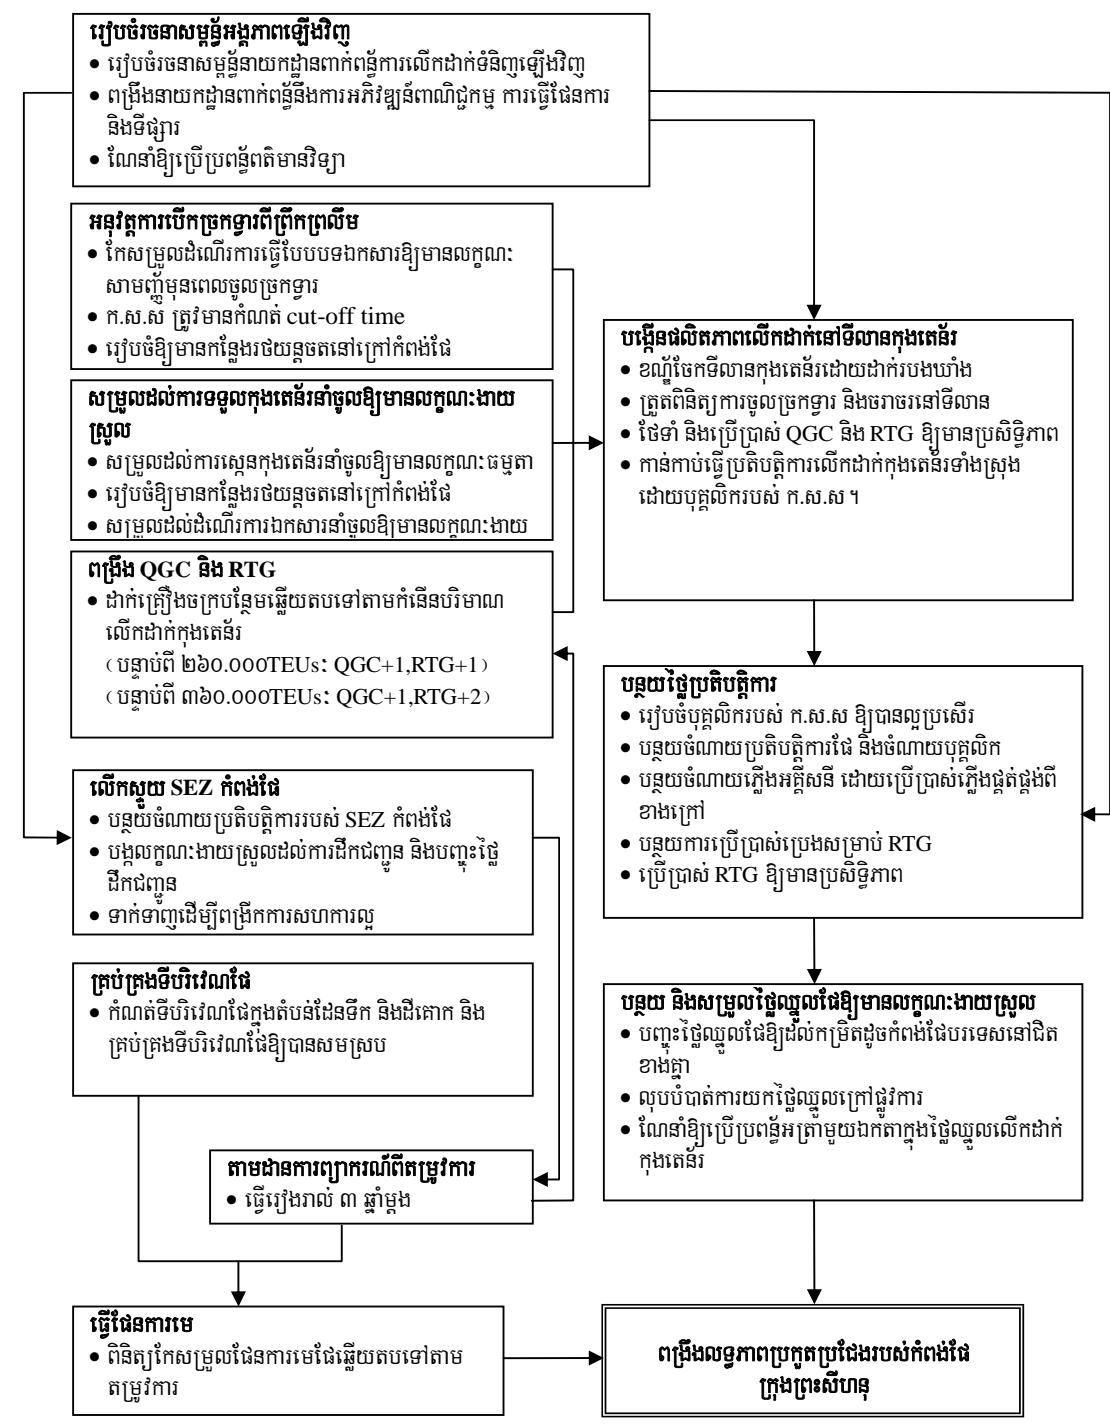 រៀបចំរចនាសម្ពន្ធ័អង្គភាពឡើងវិញ
● រៀបចំរចនាសម្ពន្ធ័នាយកដ្ឋានពាក់ពន្ធ័ការលើកដាក់ទំនិញឡើងវិញ
● ពង្រឹងនាយកដ្ឋានពាក់ពន្ធ័នឹងការអភិវឌ្ឍន៍ពាណិជ្ជកម្ម ការធ្វើផែនការ
និងទីផ្សារ
● ណែនាំឱ្យប្រើប្រពន្ធ័ពត៌មានវិទ្យា
អនុវត្តការបើកច្រកទ្វារពីព្រឹកព្រលឹម
● កែសម្រួលដំណើរការធ្វើបែបបទឯកសារឱ្យមានលក្ខណៈ
សាមញ្ញ័មុនពេលចូលច្រកទ្វារ
● ក.ស.ស ត្រូវមានកំណត់ cut-off time
● រៀបចំឱ្យមានកន្លែងរថយន្តចតនៅក្រៅកំពង់ផែ
សម្រួលដល់ការទទួលកុងតេន័រនាំចូលឱ្យមានលក្ខណៈងាយ
ស្រួល
● សម្រួលដល់ការស្កេនកុងតេន័រនាំចូលឱ្យមានលក្ខណៈធម្មតា
● រៀបចំឱ្យមានកន្លែងរថយន្តចតនៅក្រៅកំពង់ផែ
● សម្រួលដល់ដំណើរការឯកសារនាំចូលឱ្យមានលក្ខណៈងាយ
ពង្រឹង QGC និង RTG
● ដាក់គ្រឿងចក្របន្ថែមឆ្លើយតបទៅតាមកំនើនបរិមាណ
លើកដាក់កុងតេន័រ
(បន្ទាប់ពី ២៦០.០០០TEUs: QGC+1,RTG+1)
(បន្ទាប់ពី ៣៦០.០០០TEUs: QGC+1,RTG+2)
លើកស្ទួយ SEZ កំពង់ផែ
● បន្ថយចំណាយប្រតិបត្តិការរបស់ SEZ កំពង់ផែ
● បង្កលក្ខណៈងាយស្រួលដល់ការដឹកជញ្ជូន និងបញ្ចុះថ្លៃ
ដឹកជញ្ជូន
● ទាក់ទាញដើម្បីពង្រីកការសហការល្អ
គ្រប់គ្រងទីបរិវេណផែ
● កំណត់ទីបរិវេណផែក្នុងតំបន់ដែនទឹក និងដីគោក និង
គ្រប់គ្រងទីបរិវេណផែឱ្យបានសមស្រប
តាមដានការព្យាករណ៍ពីតម្រូវការ
● ធ្វើរៀងរាល់ ៣ ឆ្នាំម្តង
ធ្វើផែនការមេ
● ពិនិត្យកែសម្រួលផែនការមេផែឆ្លើយតបទៅតាម
តម្រូវការ
បង្កើនផលិតភាពលើកដាក់នៅទីលានកុងតេន័រ
● ខណ្ឌ័ចែកទីលានកុងតេន័រដោយដាក់របងឃាំង
● ត្រួតពិនិត្យការចូលច្រកទ្វារ និងចរាចរនៅទីលាន
● ថែទាំ និងប្រើប្រាស់ QGC និង RTG ឱ្យមានប្រសិទ្ធិភាព
● កាន់កាប់ធ្វើប្រតិបត្តិការលើកដាក់កុងតេន័រទាំងស្រុង
ដោយបុគ្គលិករបស់ ក.ស.ស។
បន្ថយថ្លៃប្រតិបត្តិការ
● រៀបចំបុគ្គលិករបស់ ក.ស.ស ឱ្យបានល្អប្រសើរ
● បន្ថយចំណាយប្រតិបត្តិការផែ និងចំណាយបុគ្គលិក
● បន្ថយចំណាយភ្លើងអគ្គីសនី ដោយប្រើប្រាស់ភ្លើងផ្គត់ផ្គង់ពី
ខាងក្រៅ
● បន្ថយការប្រើប្រាស់ប្រេងសម្រាប់ RTG
● ប្រើប្រាស់ RTG ឱ្យមានប្រសិទ្ធិភាព
បន្ថយ និងសម្រួលថ្លៃឈ្នួលផែឱ្យមានលក្ខណៈងាយស្រួល
● បញ្ចុះថ្លៃឈ្នួលផែឱ្យដល់កម្រិតដូចកំពង់ផែបរទេសនៅជិត
ខាងគ្នា
● លុបបំបាត់ការយកថ្លៃឈ្នួលក្រៅផ្លូវការ
● ណែនាំឱ្យប្រើប្រពន្ធ័អត្រាមួយឯកតាក្នុងថ្លៃឈ្នួលលើកដាក់
កុងតេន័រ
ពង្រឹងលទ្ធភាពប្រកួតប្រជែងរបស់កំពង់ផែ
ក្រុងព្រះសីហនុ